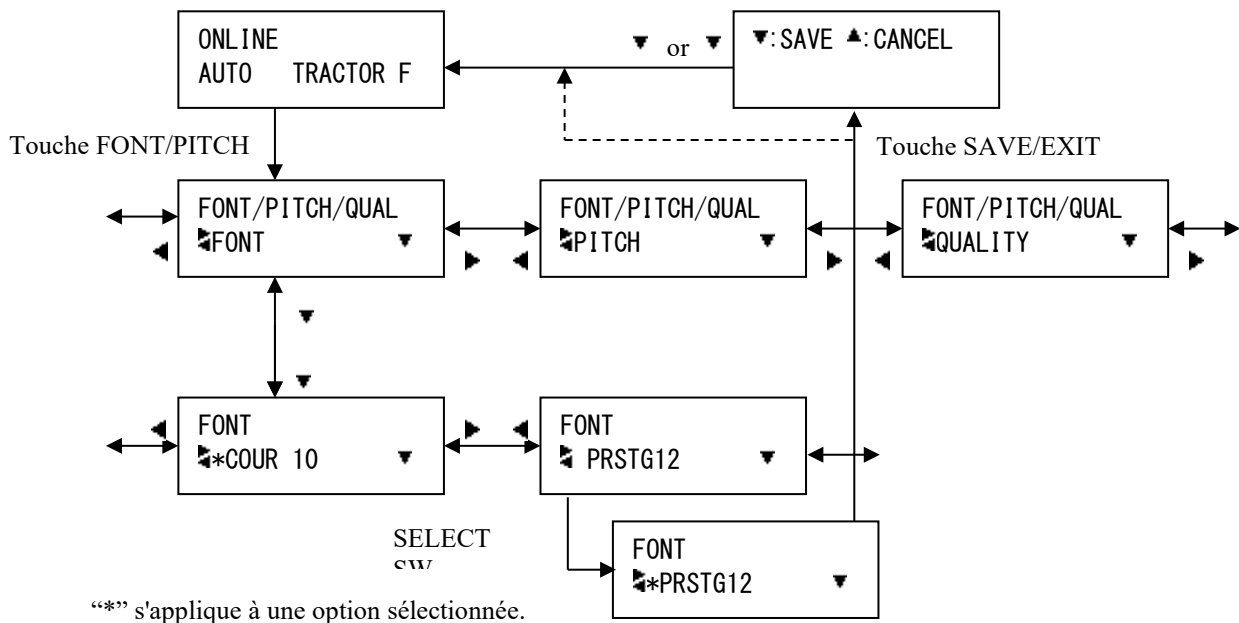 ONLINE
AUTO TRACTOR F
▼ or ▼
▼:SAVE ▲:CANCEL
Touche FONT/PITCH
Touche SAVE/EXIT
FONT/PITCH/QUAL
FONT ▼
FONT/PITCH/QUAL
PITCH ▼
FONT/PITCH/QUAL
QUALITY ▼
FONT
*COUR 10 ▼
FONT
PRSTG12 ▼
SELECT
SW
FONT
*PRSTG12 ▼
“*” s'applique à une option sélectionnée.